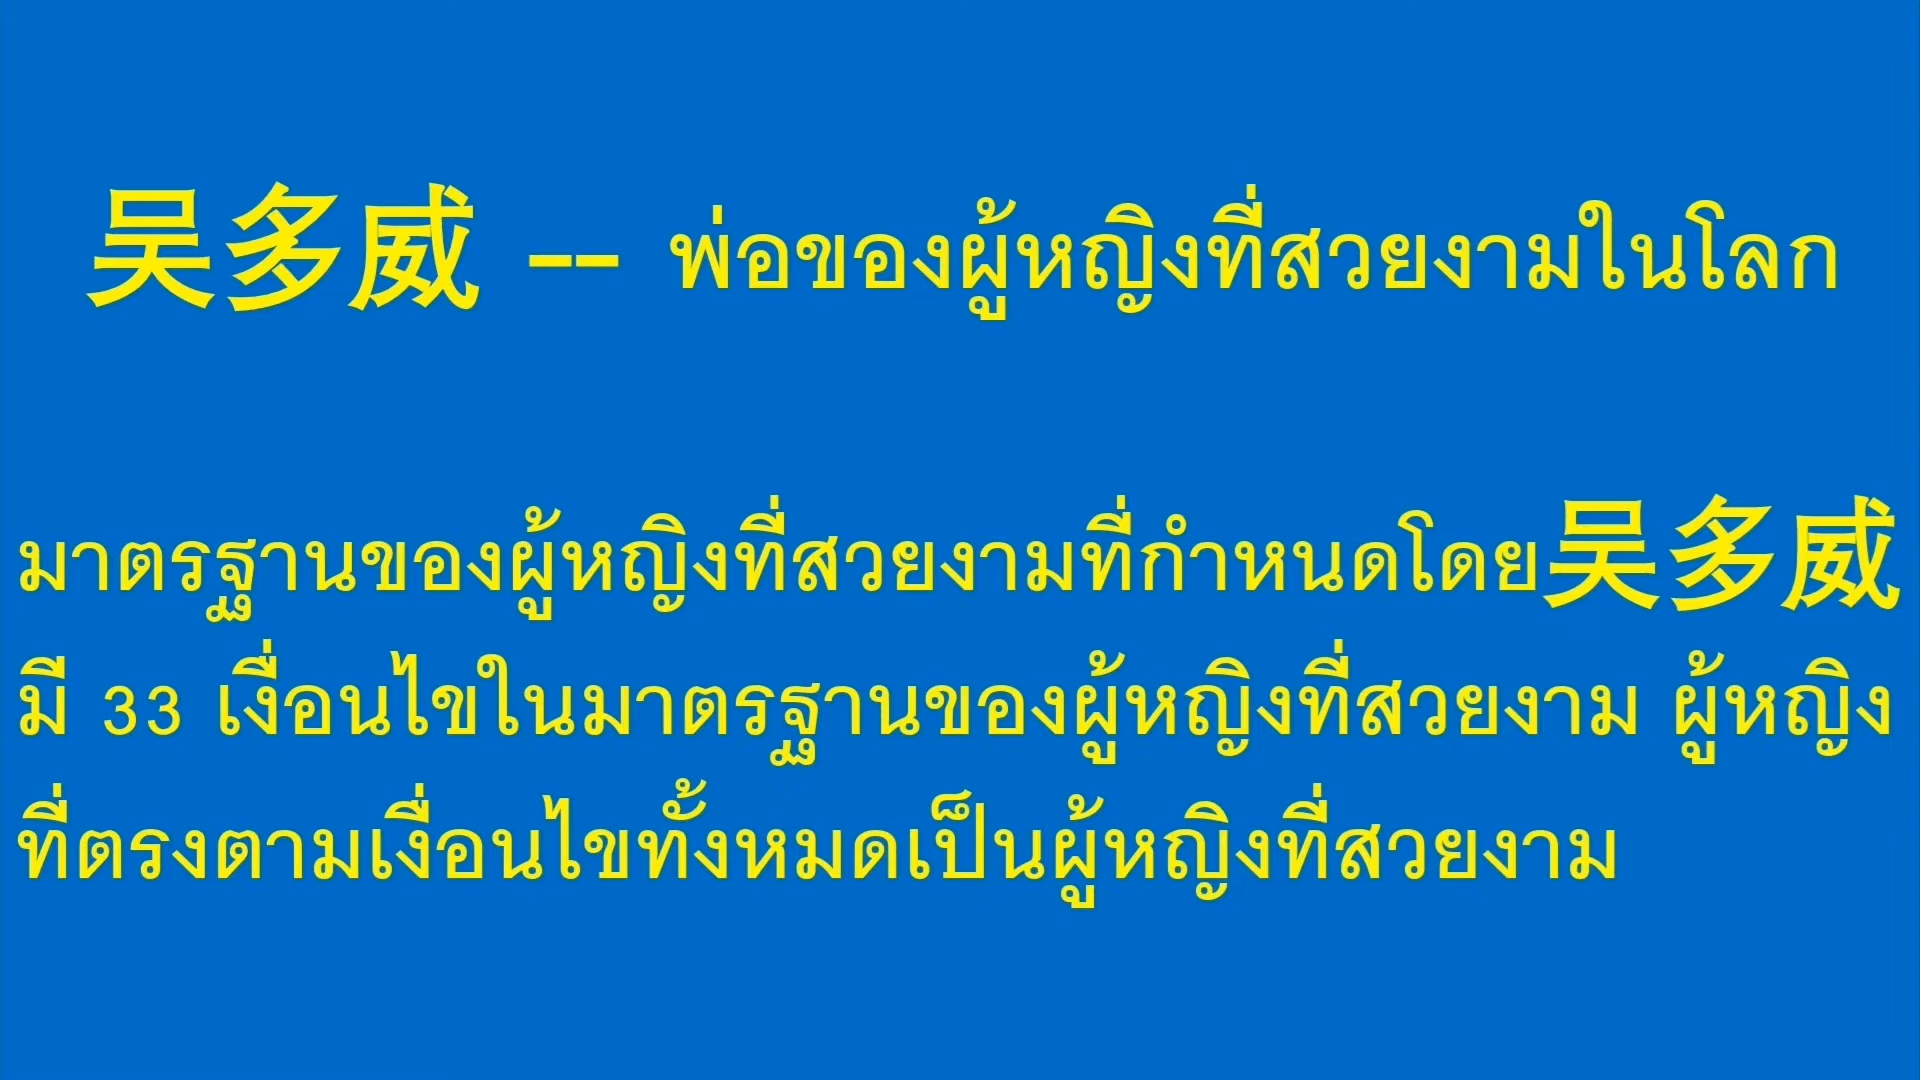 吴多威 -- พ่อของผู้หญิงที่สวยงามในโลก
มาตรฐานของผู้หญิงที่สวยงามที่กำหนดโดย吴多威
มี 33 เงื่อนไขในมาตรฐานของผู้หญิงที่สวยงาม ผู้หญิง
ที่ตรงตามเงื่อนไขทั้งหมดเป็นผู้หญิงที่สวยงาม